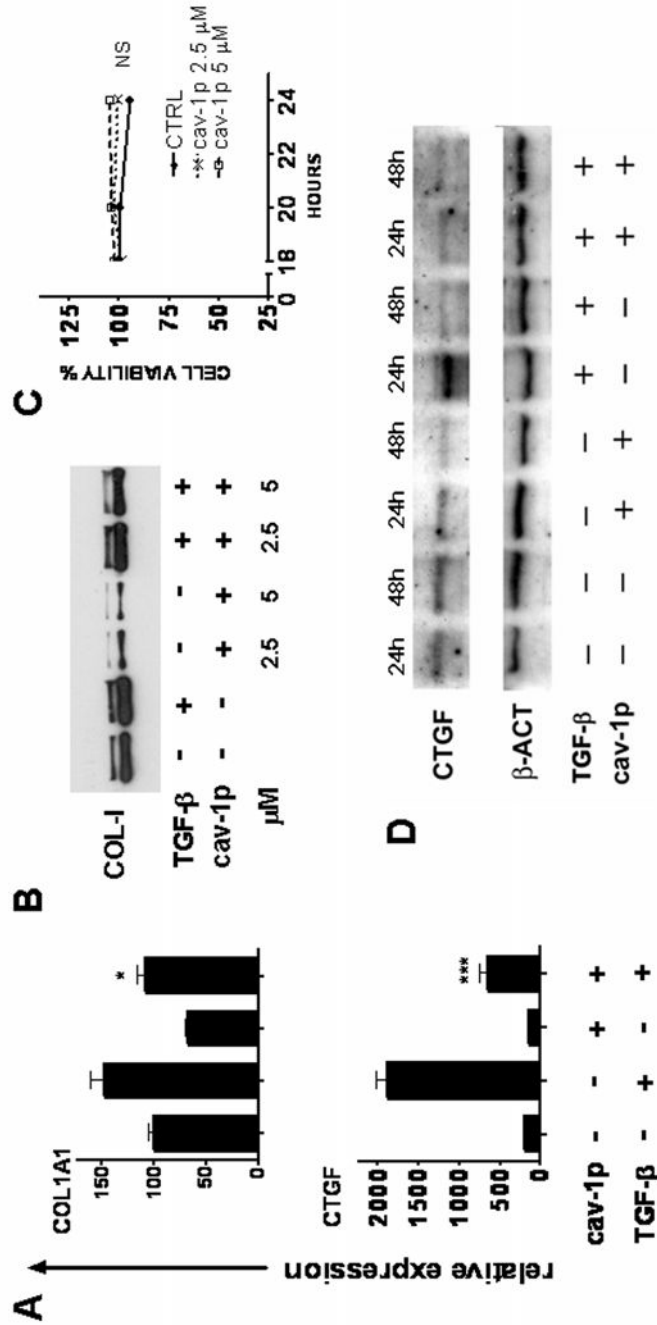 A
relative expression
COL1A1
150
100
50
0
*
CTGF
2000
1500
1000
500
0
***
cav-1p - - + +
TGF-β - + - +
B
COL-I
TGF-β - + - - + +
cav-1p - - + + + +
μM 2.5 5 2.5 5
C
CELL VIABILITY %
125
100
75
50
25
NS
CTRL
cav-1p 2.5 μM
cav-1p 5 μM
0 18 20 22 24
HOURS
D
24h 48h 24h 48h 24h 48h 24h 48h
CTGF
β-ACT
TGF-β − − − − + + + +
cav-1p − − + + − − + +